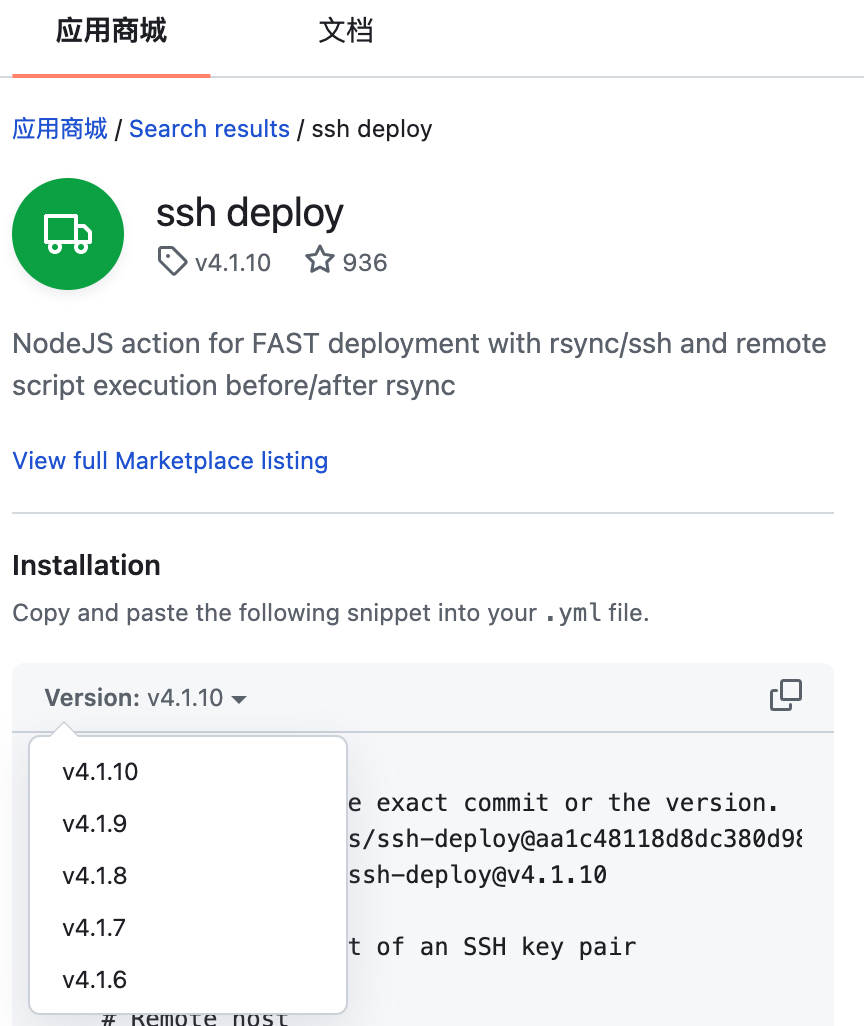 应用商城 文档
应用商城 / Search results / ssh deploy
ssh deploy
v4.1.10 936
NodeJS action for FAST deployment with rsync/ssh and remote
script execution before/after rsync
View full Marketplace listing
Installation
Copy and paste the following snippet into your .yml file.
Version: v4.1.10
v4.1.10
v4.1.9
v4.1.8
v4.1.7
v4.1.6
e exact commit or the version.
s/ssh-deploy@aa1c48118d8dc380d98
ssh-deploy@v4.1.10
t of an SSH key pair
# Remote host